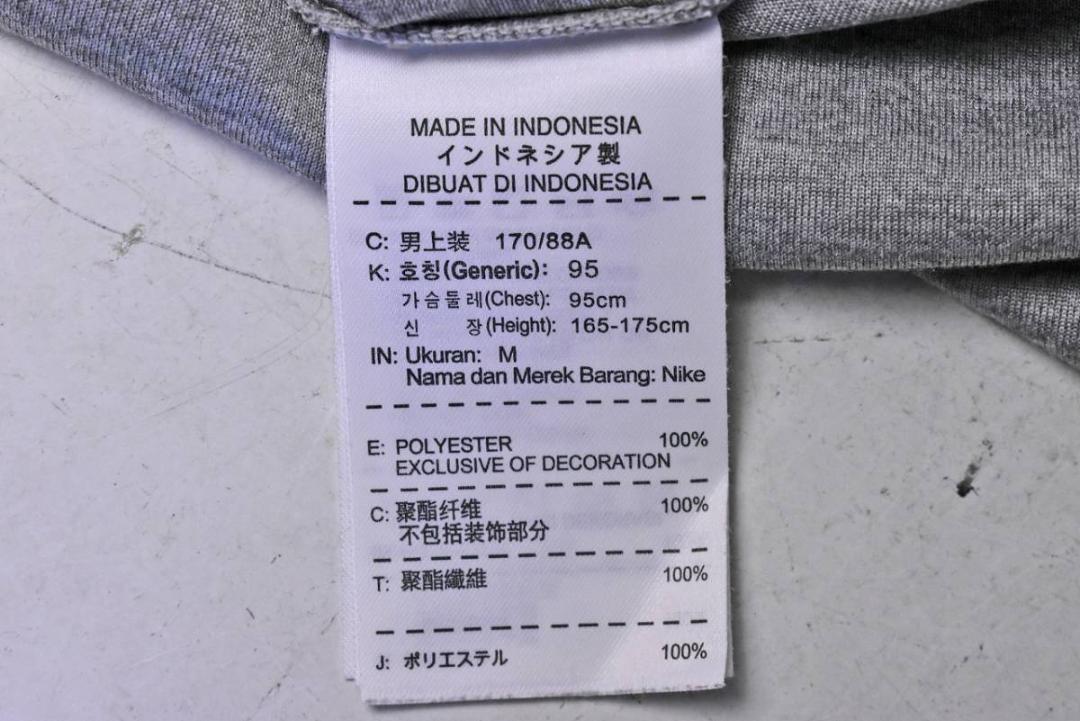 MADE IN INDONESIA
インドネシア製
DIBUAT DI INDONESIA
C: 男上装 170/88A
K: 호칭(Generic): 95
가슴둘레(Chest): 95cm
신 장(Height): 165-175cm
IN: Ukuran: M
Nama dan Merek Barang: Nike
E: POLYESTER 100%
EXCLUSIVE OF DECORATION
C: 聚酯纤维 100%
不包括装饰部分
T: 聚酯纖維 100%
J: ポリエステル 100%